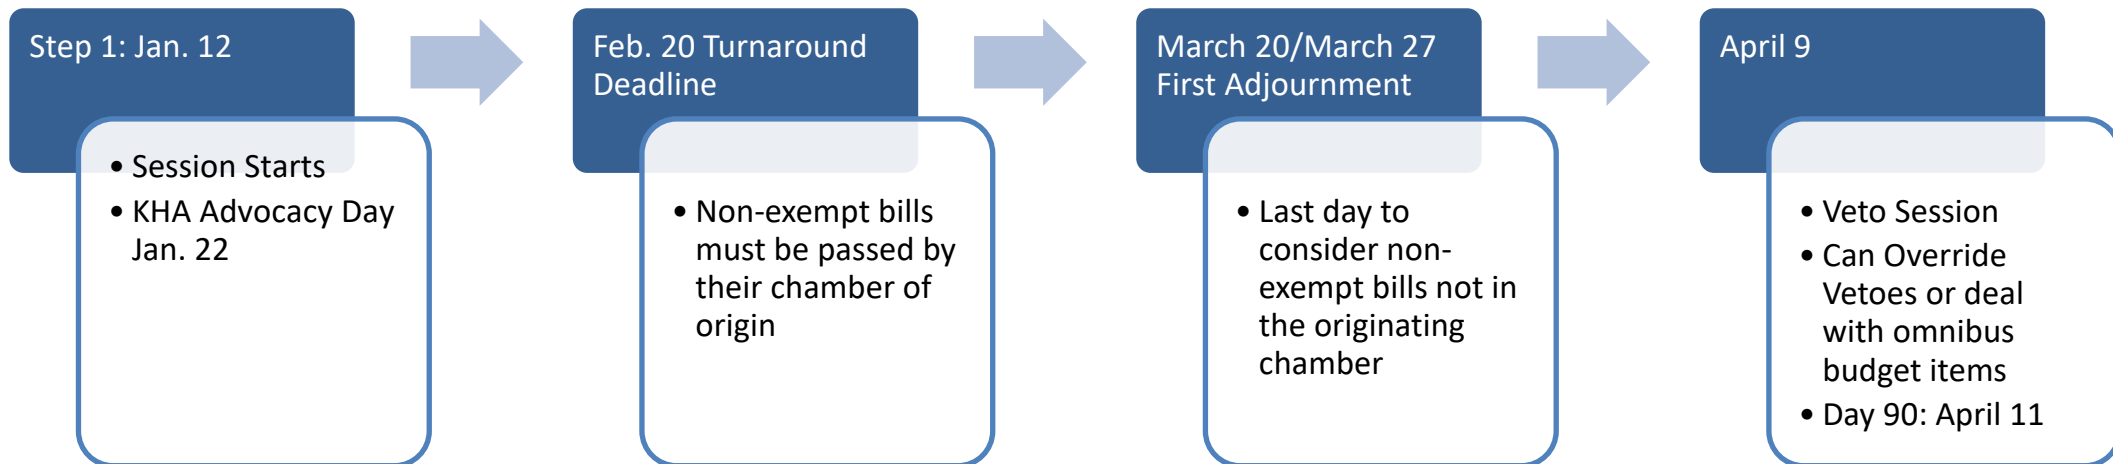 Step 1: Jan. 12
• Session Starts
• KHA Advocacy Day
Jan. 22
Feb. 20 Turnaround
Deadline
• Non-exempt bills
must be passed by
their chamber of
origin
March 20/March 27
First Adjournment
• Last day to
consider non-
exempt bills not in
the originating
chamber
April 9
• Veto Session
• Can Override
Vetoes or deal
with omnibus
budget items
• Day 90: April 11